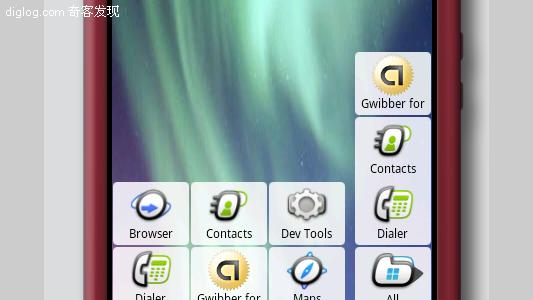 diglog.com 奇客发现
Gwibber for
Contacts
Browser
Contacts
Dev Tools
Dialer
Dialer
Gwibber for
Maps
All